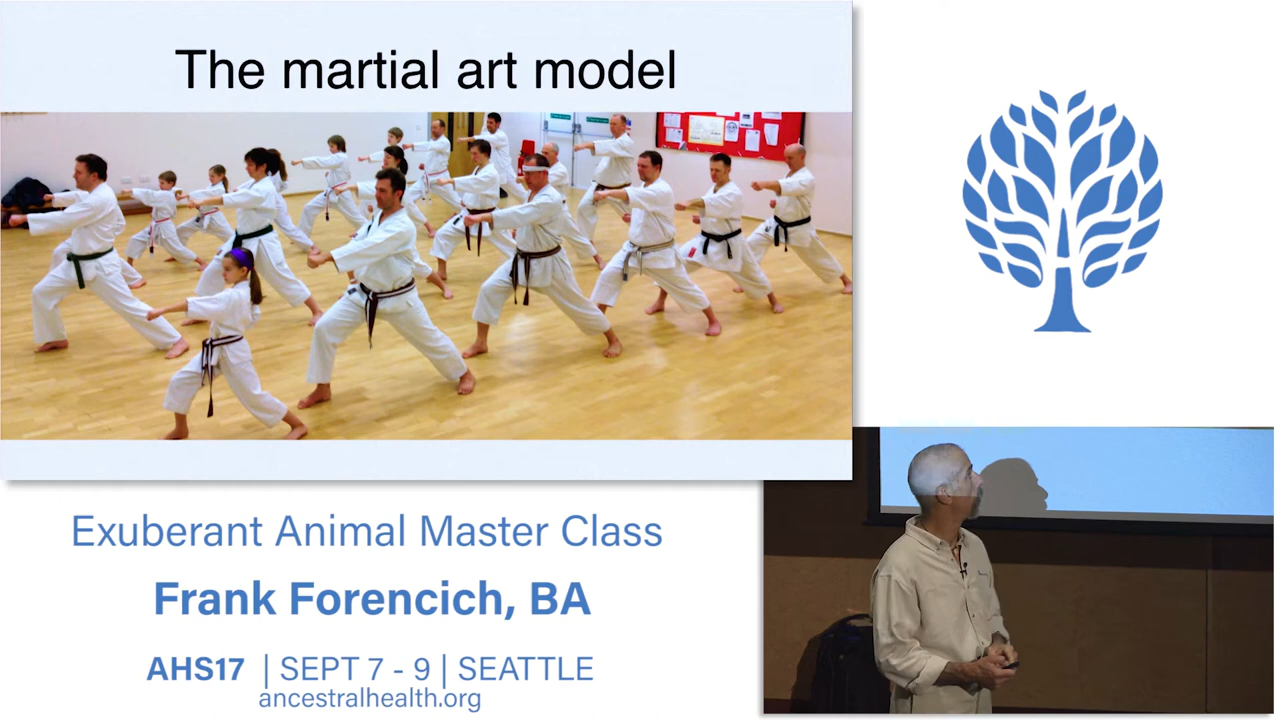 The martial art model
Exuberant Animal Master Class
Frank Forencich, BA
AHS17 | SEPT 7 - 9 | SEATTLE
ancestralhealth.org